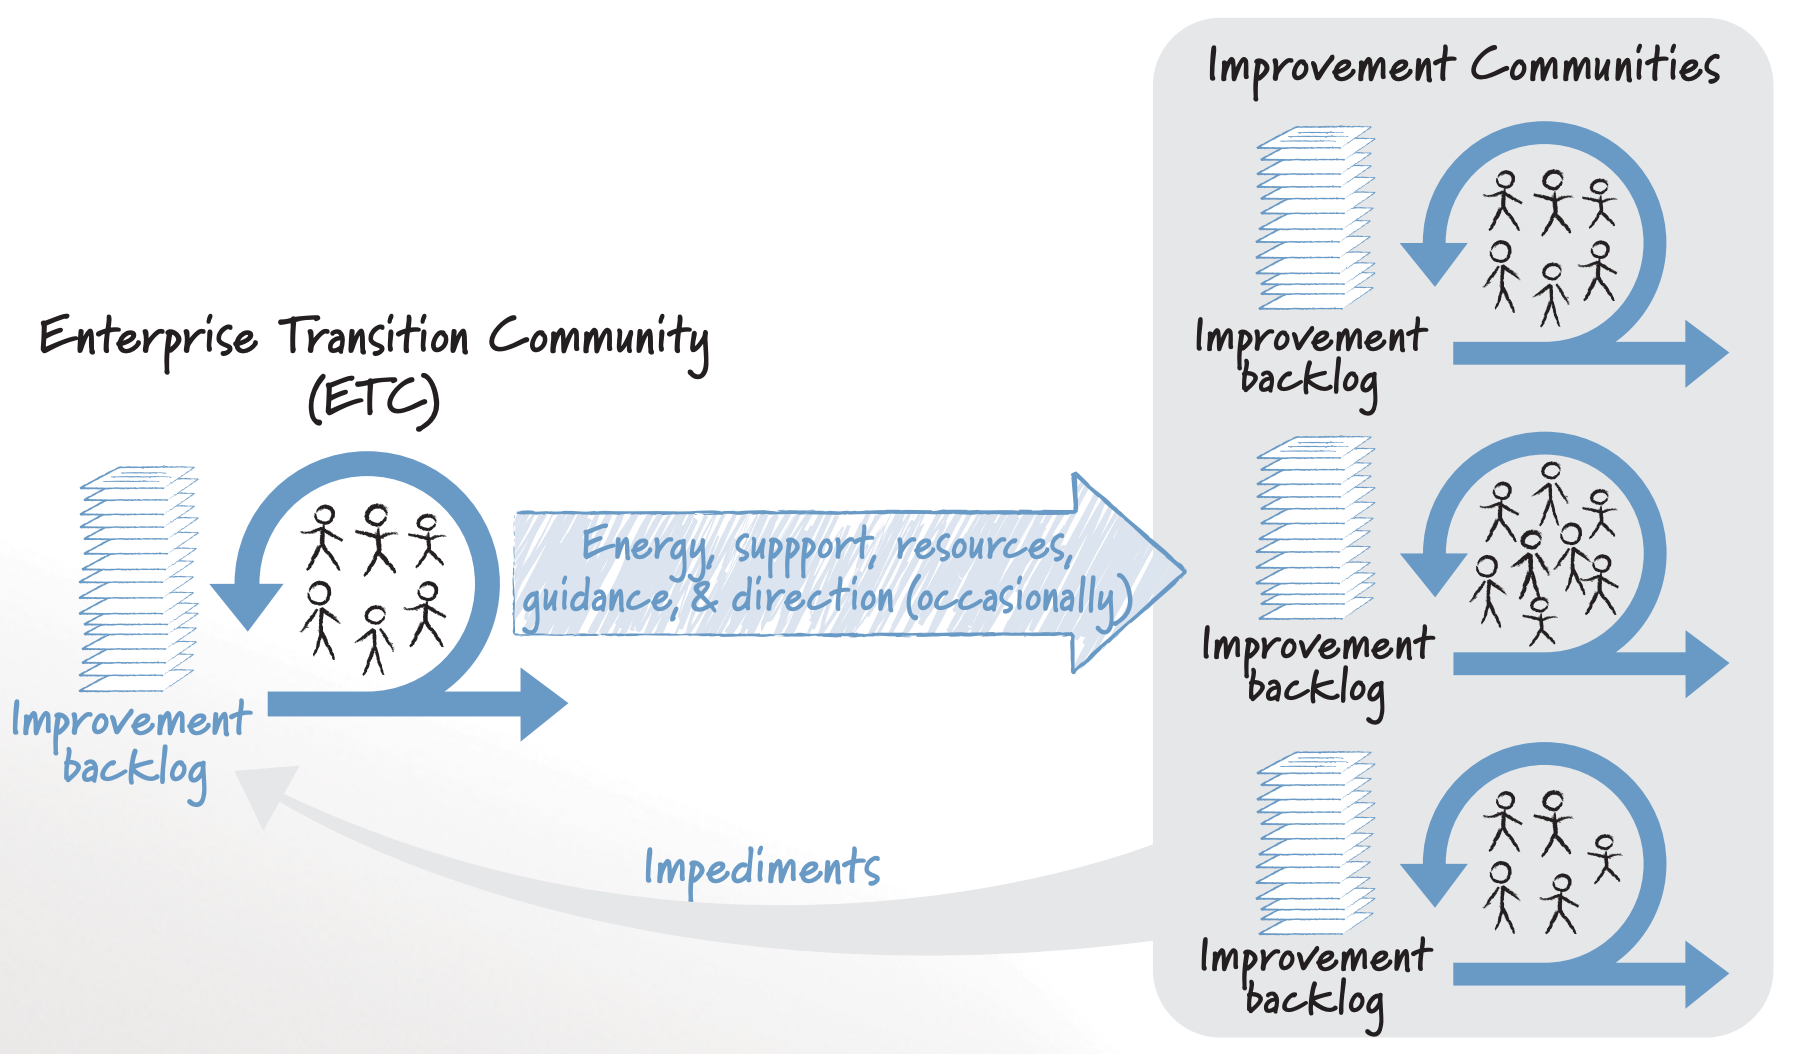 Improvement Communities
Improvement
backlog
Enterprise Transition Community
(ETC)
Improvement
backlog
Energy, suppport, resources,
guidance, & direction (occasionally)
Improvement
backlog
Impediments
Improvement
backlog